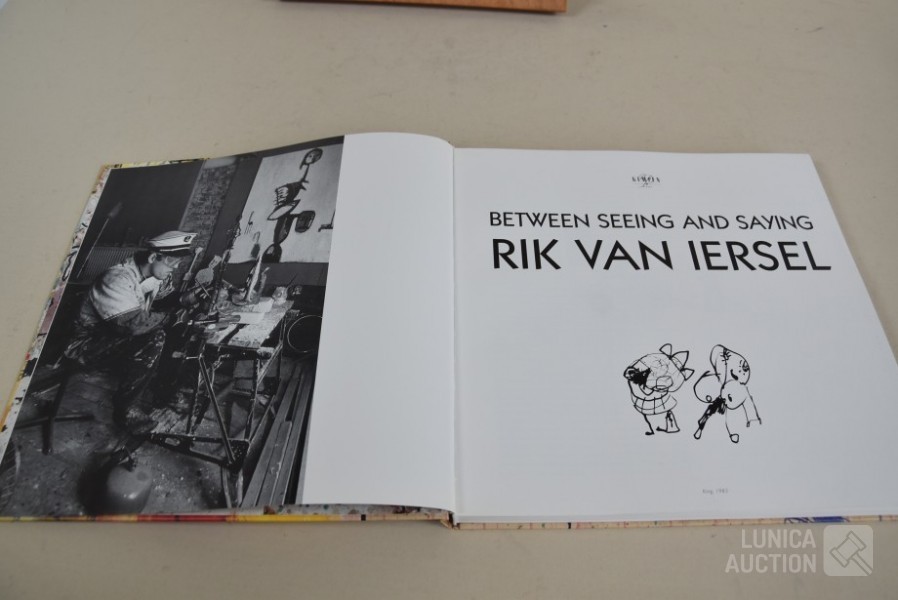 BETWEEN SEEING AND SAYING
RIK VAN IERSEL
LUNICA
AUCTION